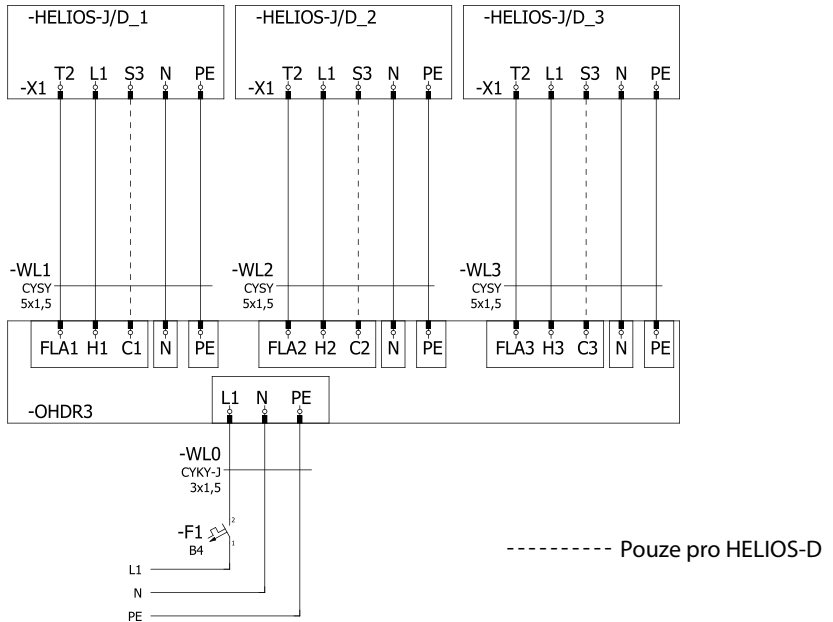 -HELIOS-J/D_1 -HELIOS-J/D_2 -HELIOS-J/D_3
T2 L1 S3 N PE T2 L1 S3 N PE T2 L1 S3 N PE
-X1 -X1 -X1
-WL1 -WL2 -WL3
CYSY CYSY CYSY
5x1,5 5x1,5 5x1,5
FLA1 H1 C1 N PE FLA2 H2 C2 N PE FLA3 H3 C3 N PE
L1 N PE
-OHDR3
-WL0
CYKY-J
3x1,5
2
-F1
1
B4
Pouze pro HELIOS-D
L1
N
PE